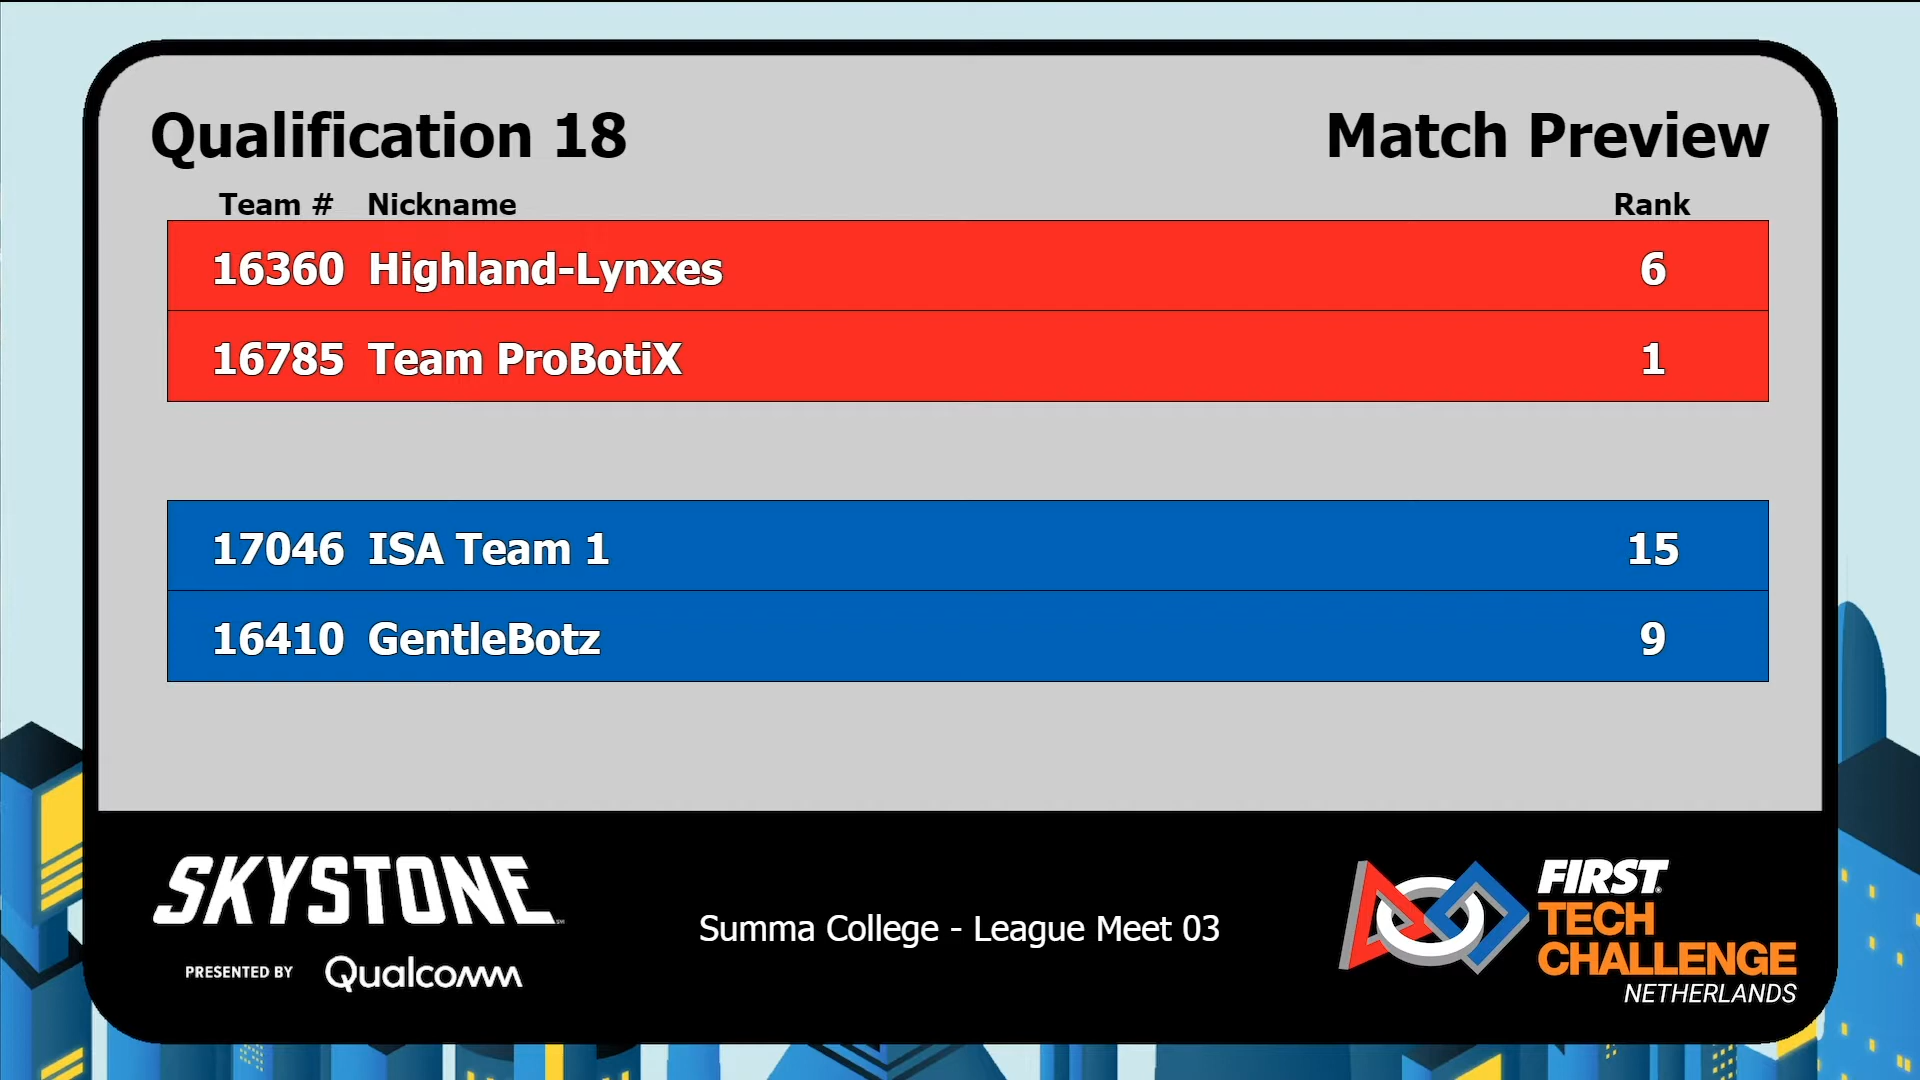 Qualification 18 Match Preview
Team # Nickname Rank
16360 Highland-Lynxes 6
16785 Team ProBotiX 1
17046 ISA Team 1 15
16410 GentleBotz 9
SKYSTONE℠
PRESENTED BY Qualcomm
Summa College - League Meet 03
FIRST®
TECH
CHALLENGE
NETHERLANDS